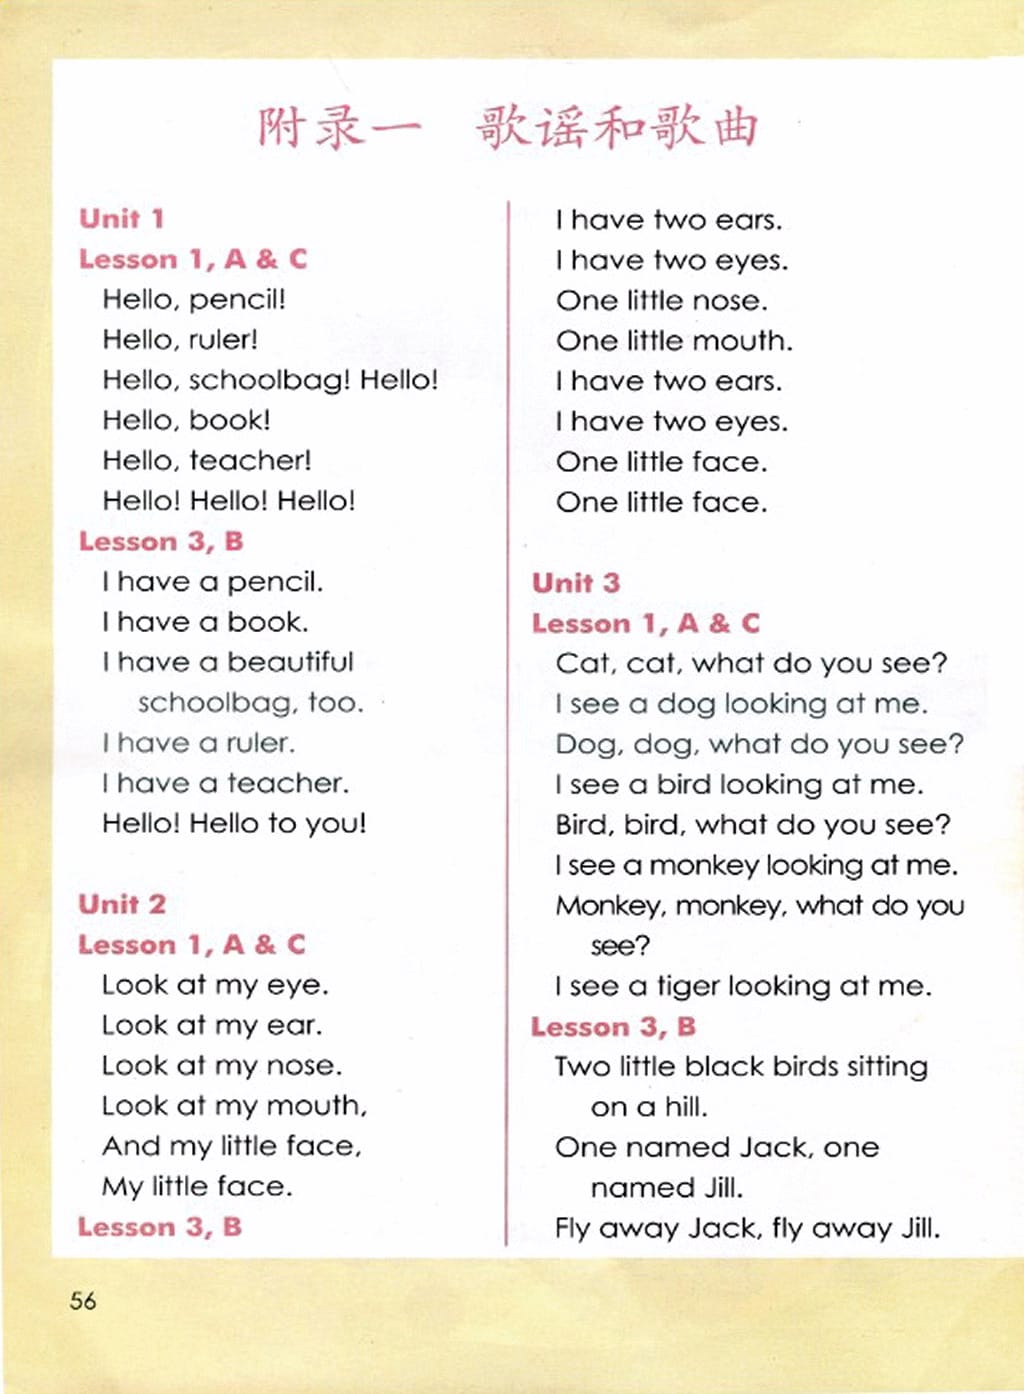 附录一 歌谣和歌曲
Unit 1
Lesson 1, A & C
Hello, pencil!
Hello, ruler!
Hello, schoolbag! Hello!
Hello, book!
Hello, teacher!
Hello! Hello! Hello!
Lesson 3, B
I have a pencil.
I have a book.
I have a beautiful
schoolbag, too.
I have a ruler.
I have a teacher.
Hello! Hello to you!
Unit 2
Lesson 1, A & C
Look at my eye.
Look at my ear.
Look at my nose.
Look at my mouth,
And my little face,
My little face.
Lesson 3, B
I have two ears.
I have two eyes.
One little nose.
One little mouth.
I have two ears.
I have two eyes.
One little face.
One little face.
Unit 3
Lesson 1, A & C
Cat, cat, what do you see?
I see a dog looking at me.
Dog, dog, what do you see?
I see a bird looking at me.
Bird, bird, what do you see?
I see a monkey looking at me.
Monkey, monkey, what do you
see?
I see a tiger looking at me.
Lesson 3, B
Two little black birds sitting
on a hill.
One named Jack, one
named Jill.
Fly away Jack, fly away Jill.
56